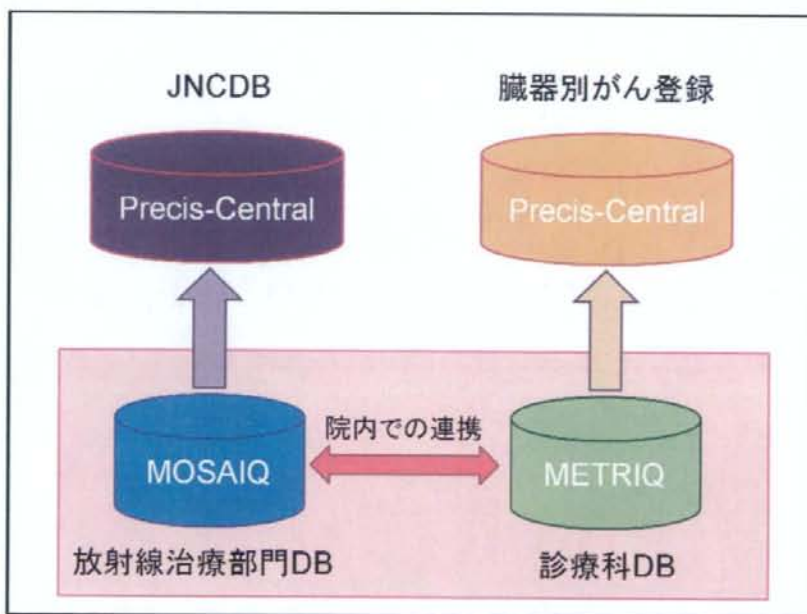 JNCDB
臓器別がん登録
Precis-Central
Precis-Central
院内での連携
MOSAIQ
METRIQ
放射線治療部門DB
診療科DB